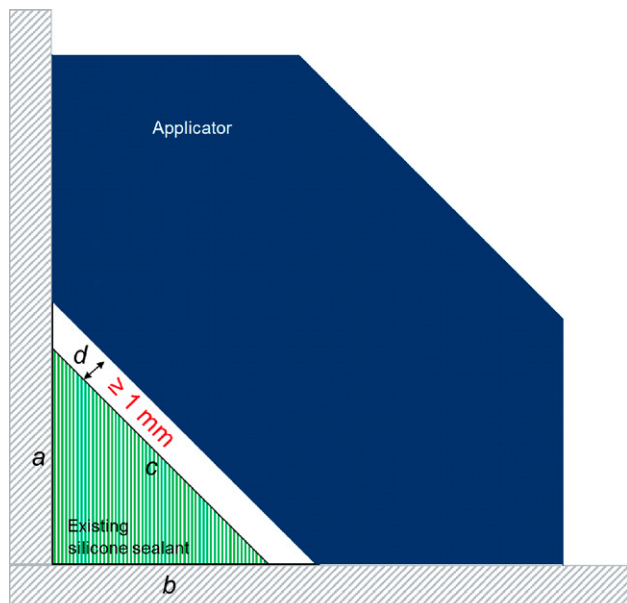 Applicator
d
≥ 1 mm
a
c
Existing
silicone sealant
b